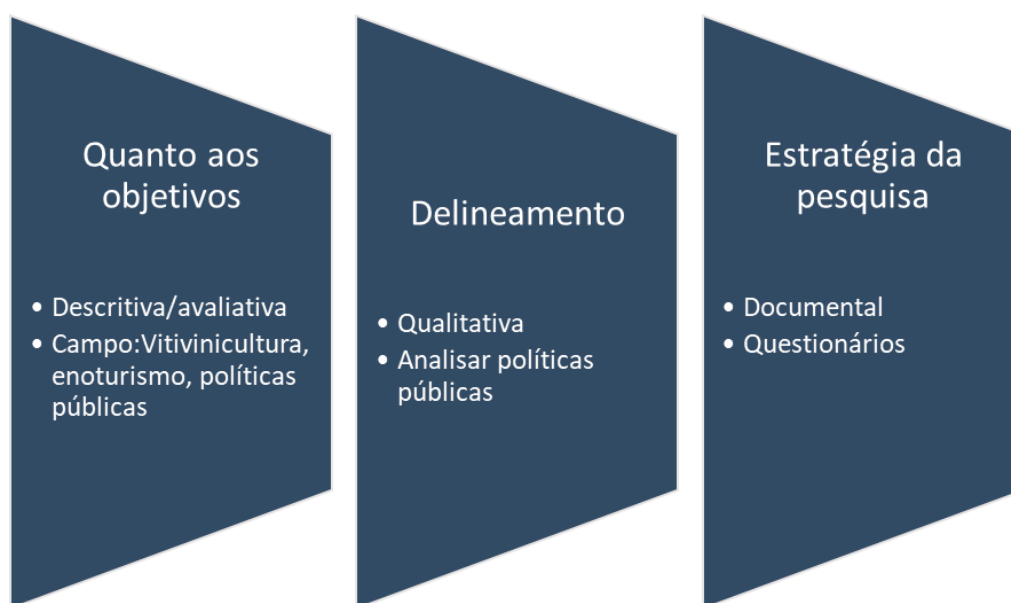 Quanto aos
objetivos
• Descritiva/avaliativa
• Campo:Vitivinicultura,
enoturismo, políticas
públicas
Delineamento
• Qualitativa
• Analisar políticas
públicas
Estratégia da
pesquisa
• Documental
• Questionários